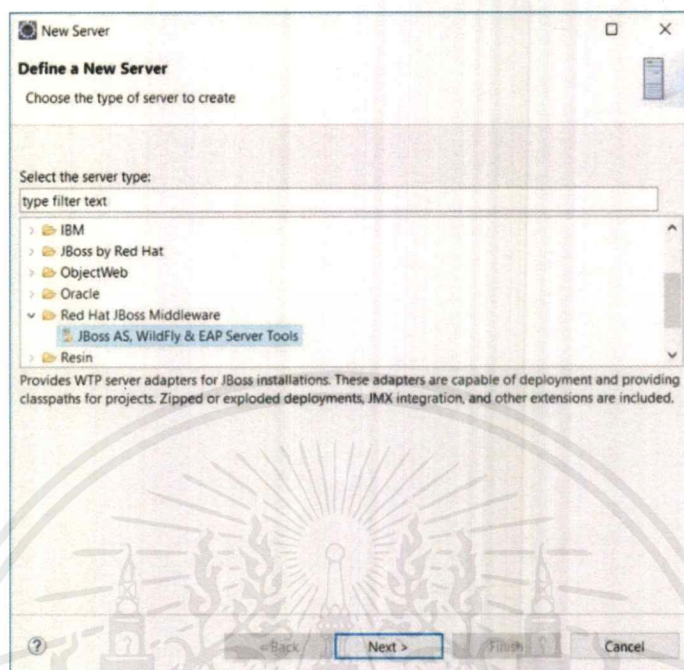 New Server
Define a New Server
Choose the type of server to create
Select the server type:
type filter text
IBM
JBoss by Red Hat
ObjectWeb
Oracle
Red Hat JBoss Middleware
JBoss AS, WildFly & EAP Server Tools
Resin
Provides WTP server adapters for JBoss installations. These adapters are capable of deployment and providing
classpaths for projects. Zipped or exploded deployments, JMX integration, and other extensions are included.
? < Back Next > Finish Cancel